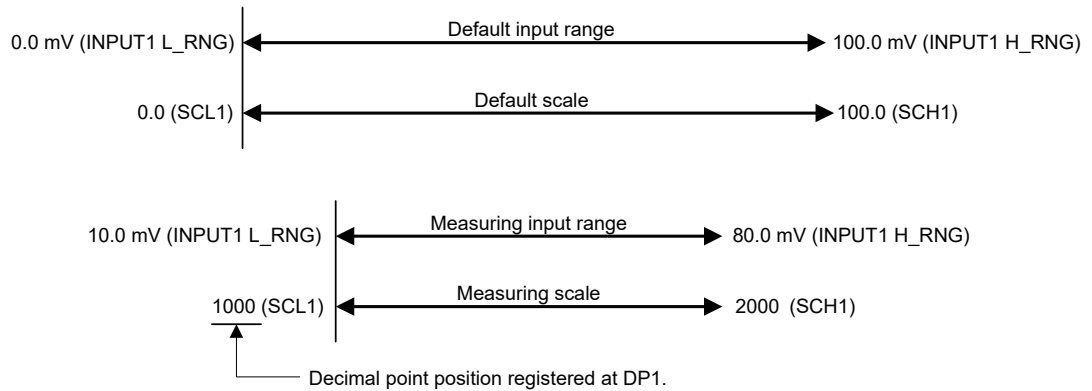 Default input range
0.0 mV (INPUT1 L_RNG) 100.0 mV (INPUT1 H_RNG)
Default scale
0.0 (SCL1) 100.0 (SCH1)
Measuring input range
10.0 mV (INPUT1 L_RNG) 80.0 mV (INPUT1 H_RNG)
Measuring scale
1000 (SCL1) 2000 (SCH1)
Decimal point position registered at DP1.